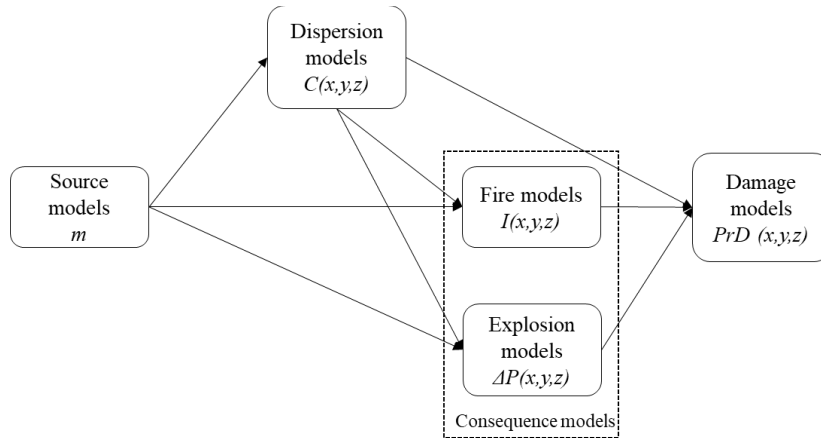 Dispersion
models
C(x,y,z)
Source
models
m
Fire models
I(x,y,z)
Damage
models
PrD (x,y,z)
Explosion
models
ΔP(x,y,z)
Consequence models